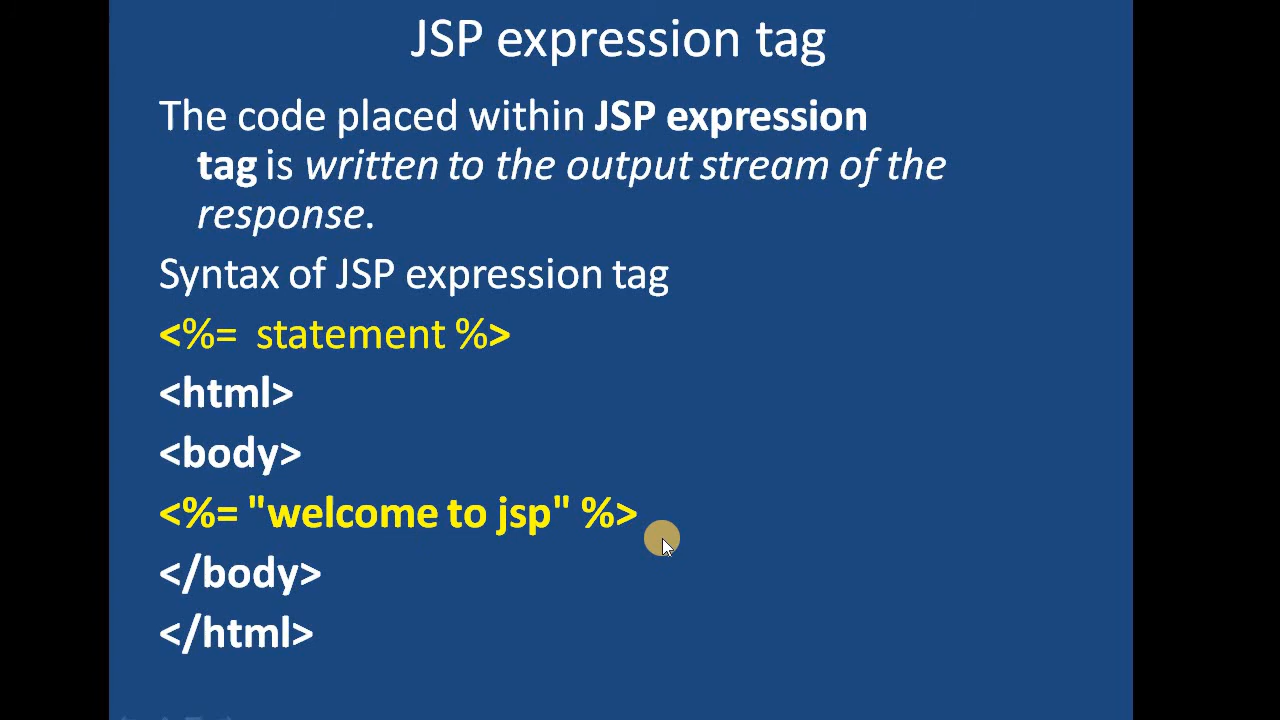 JSP expression tag
The code placed within JSP expression
tag is written to the output stream of the
response.
Syntax of JSP expression tag
<%=  statement %>
<html>
<body>
<%= "welcome to jsp" %>
</body>
</html>